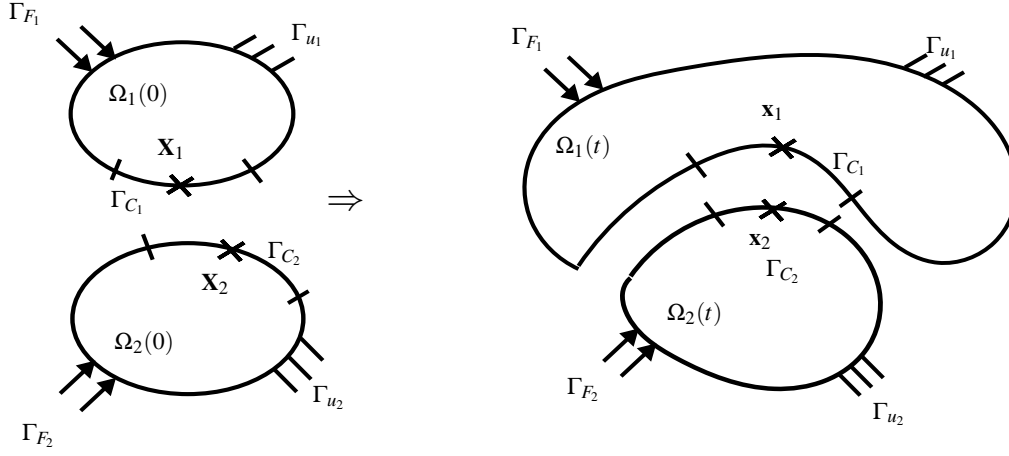 Γ_{F_1}
Γ_{u_1}
Ω_1(0)
X_1
Γ_{C_1}
⇒
Γ_{C_2}
X_2
Ω_2(0)
Γ_{u_2}
Γ_{F_2}
Γ_{F_1}
Γ_{u_1}
x_1
Ω_1(t)
Γ_{C_1}
x_2
Γ_{C_2}
Ω_2(t)
Γ_{F_2}
Γ_{u_2}